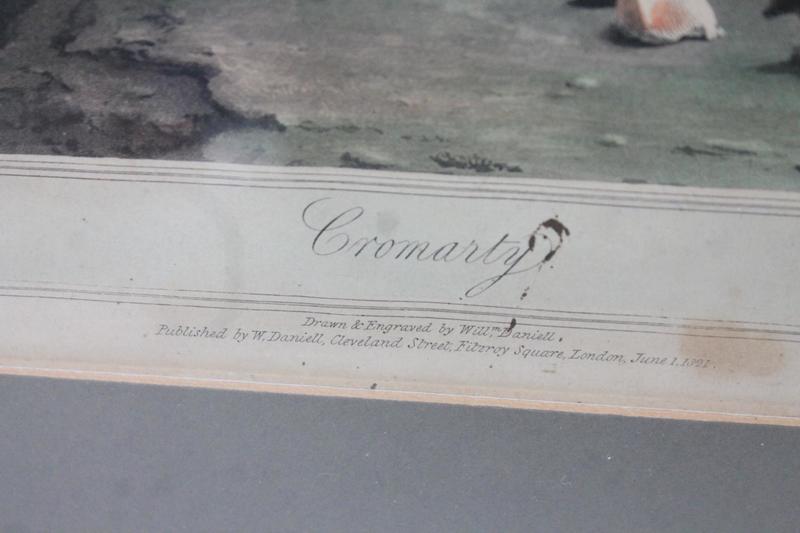 Cromarty
Drawn & Engraved by Willm. Daniell.
Published by W. Daniell, Cleveland Street, Fitzroy Square, London, June 1. 1821.